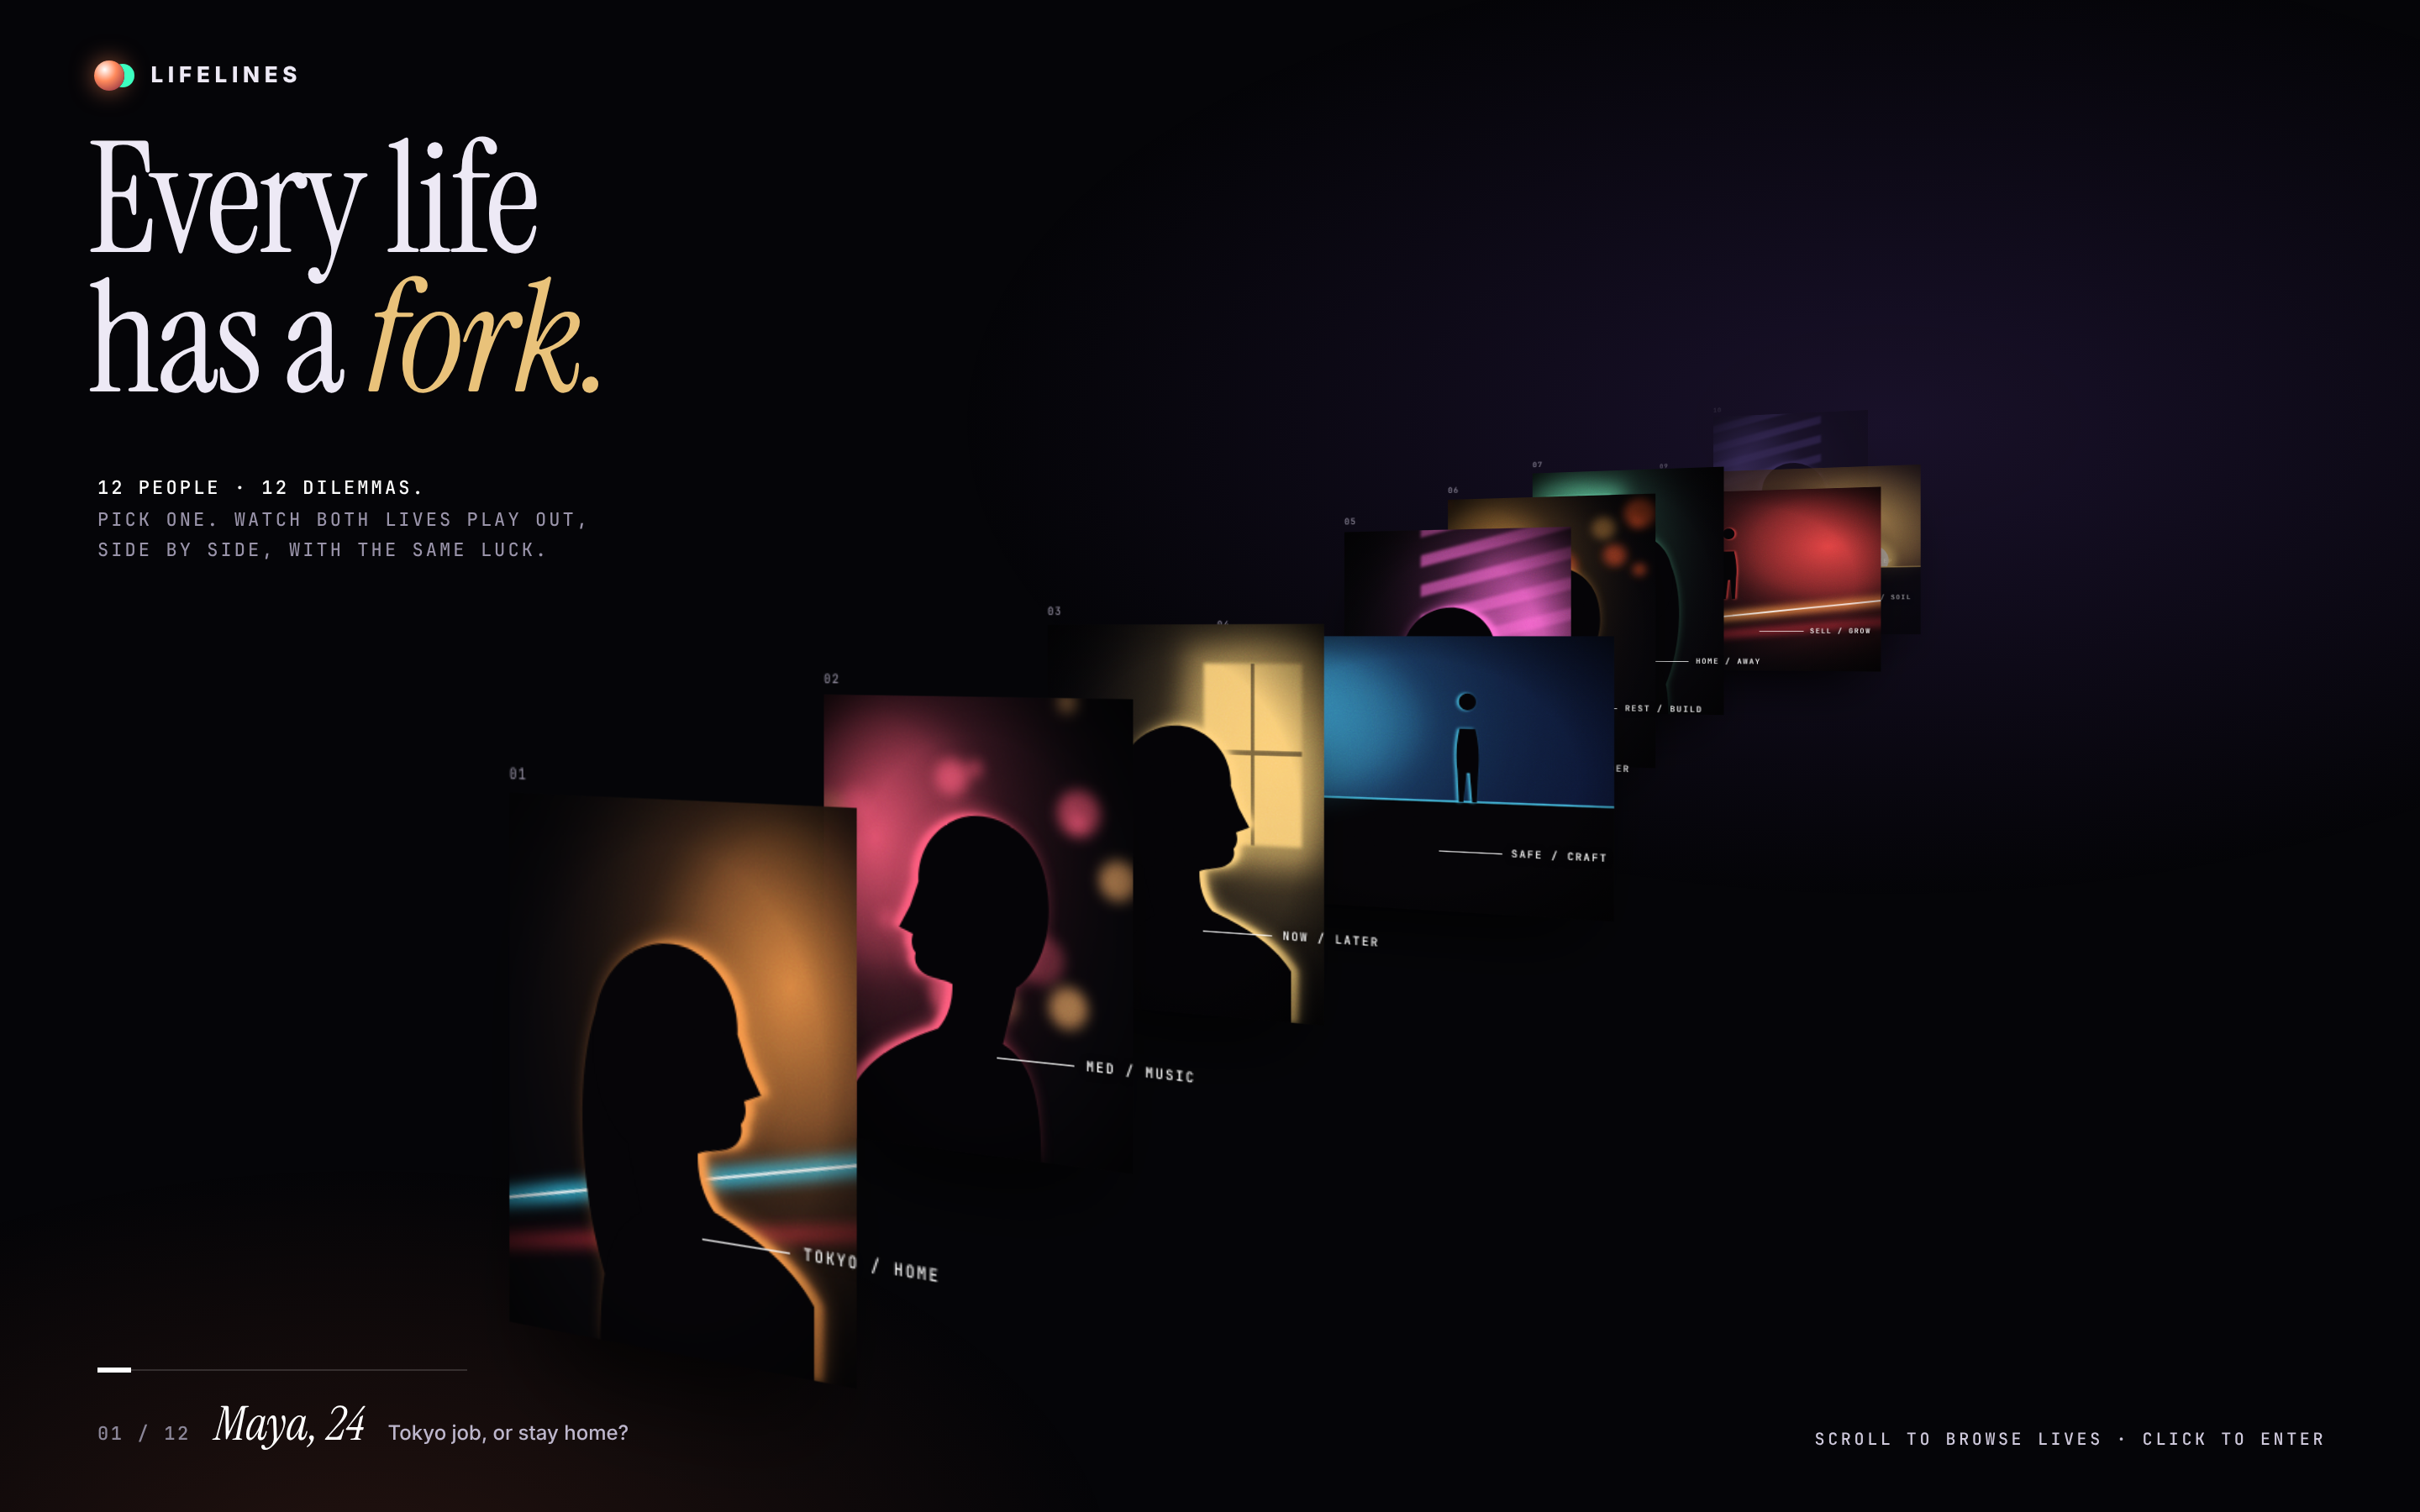 LIFELINES
Every life
has a fork.
12 PEOPLE · 12 DILEMMAS.
PICK ONE. WATCH BOTH LIVES PLAY OUT,
SIDE BY SIDE, WITH THE SAME LUCK.
07
06
05
/ SOIL
SELL / GROW
HOME / AWAY
REST / BUILD
ER
03
04
02
SAFE / CRAFT
NOW / LATER
01
MED / MUSIC
TOKYO / HOME
01 / 12 Maya, 24 Tokyo job, or stay home?
SCROLL TO BROWSE LIVES · CLICK TO ENTER